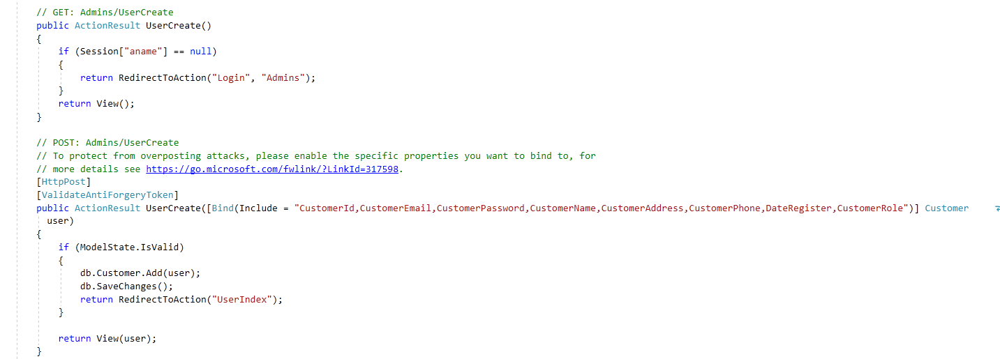 // GET: Admins/UserCreate
public ActionResult UserCreate()
{
if (Session["aname"] == null)
{
return RedirectToAction("Login", "Admins");
}
return View();
}
// POST: Admins/UserCreate
// To protect from overposting attacks, please enable the specific properties you want to bind to, for
// more details see https://go.microsoft.com/fwlink/?LinkId=317598.
[HttpPost]
[ValidateAntiForgeryToken]
public ActionResult UserCreate([Bind(Include = "CustomerId,CustomerEmail,CustomerPassword,CustomerName,CustomerAddress,CustomerPhone,DateRegister,CustomerRole")] Customer
user)
{
if (ModelState.IsValid)
{
db.Customer.Add(user);
db.SaveChanges();
return RedirectToAction("UserIndex");
}
return View(user);
}